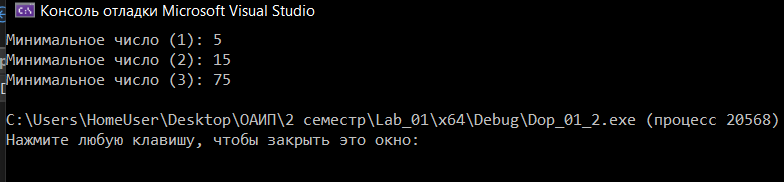 C:\ Консоль отладки Microsoft Visual Studio
Минимальное число (1): 5
Минимальное число (2): 15
Минимальное число (3): 75
C:\Users\HomeUser\Desktop\ОАИП\2 семестр\Lab_01\x64\Debug\Dop_01_2.exe (процесс 20568)
Нажмите любую клавишу, чтобы закрыть это окно: